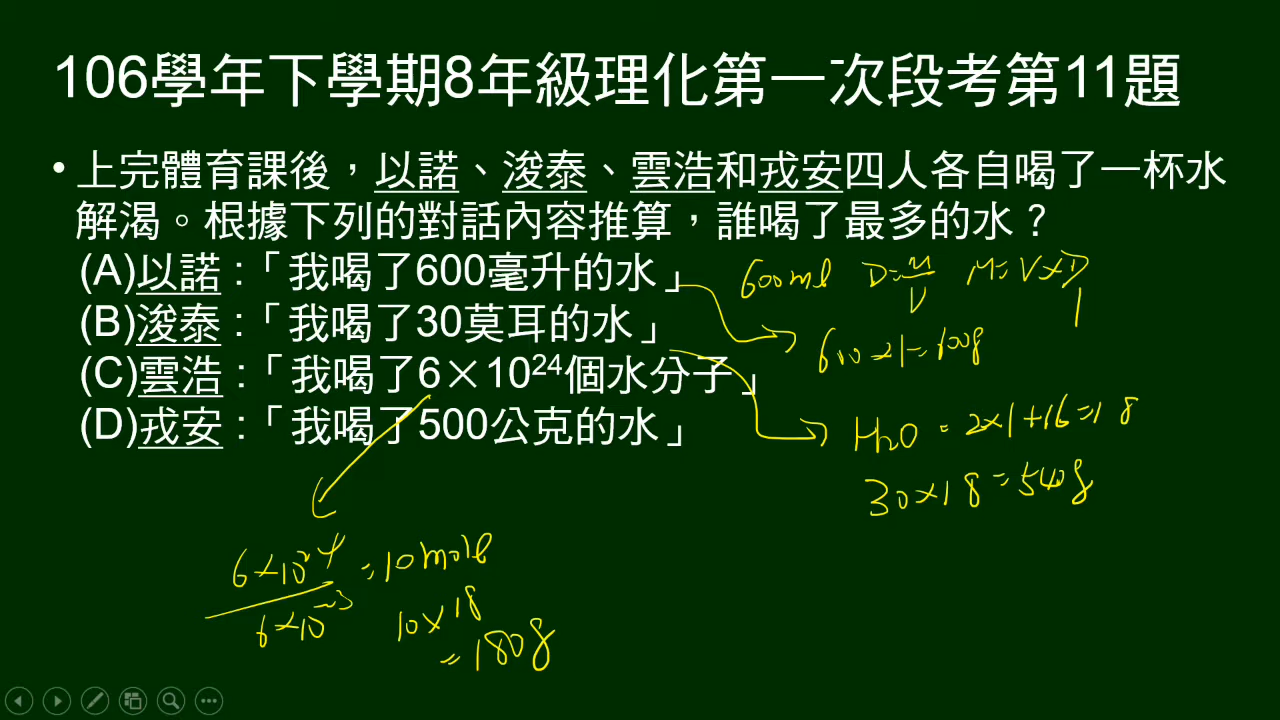 106學年下學期8年級理化第一次段考第11題
• 上完體育課後，以諾、浚泰、雲浩和戎安四人各自喝了一杯水
解渴。根據下列的對話內容推算，誰喝了最多的水？
(A)以諾：「我喝了600毫升的水」
(B)浚泰：「我喝了30莫耳的水」
(C)雲浩：「我喝了6×10²⁴個水分子」
(D)戎安：「我喝了500公克的水」
600ml D=M/V M=V×D
1
H₂O = 2×1+16=18
30×18=540g
6×10²⁴/6×10²³ =10mole
10×18
=180g